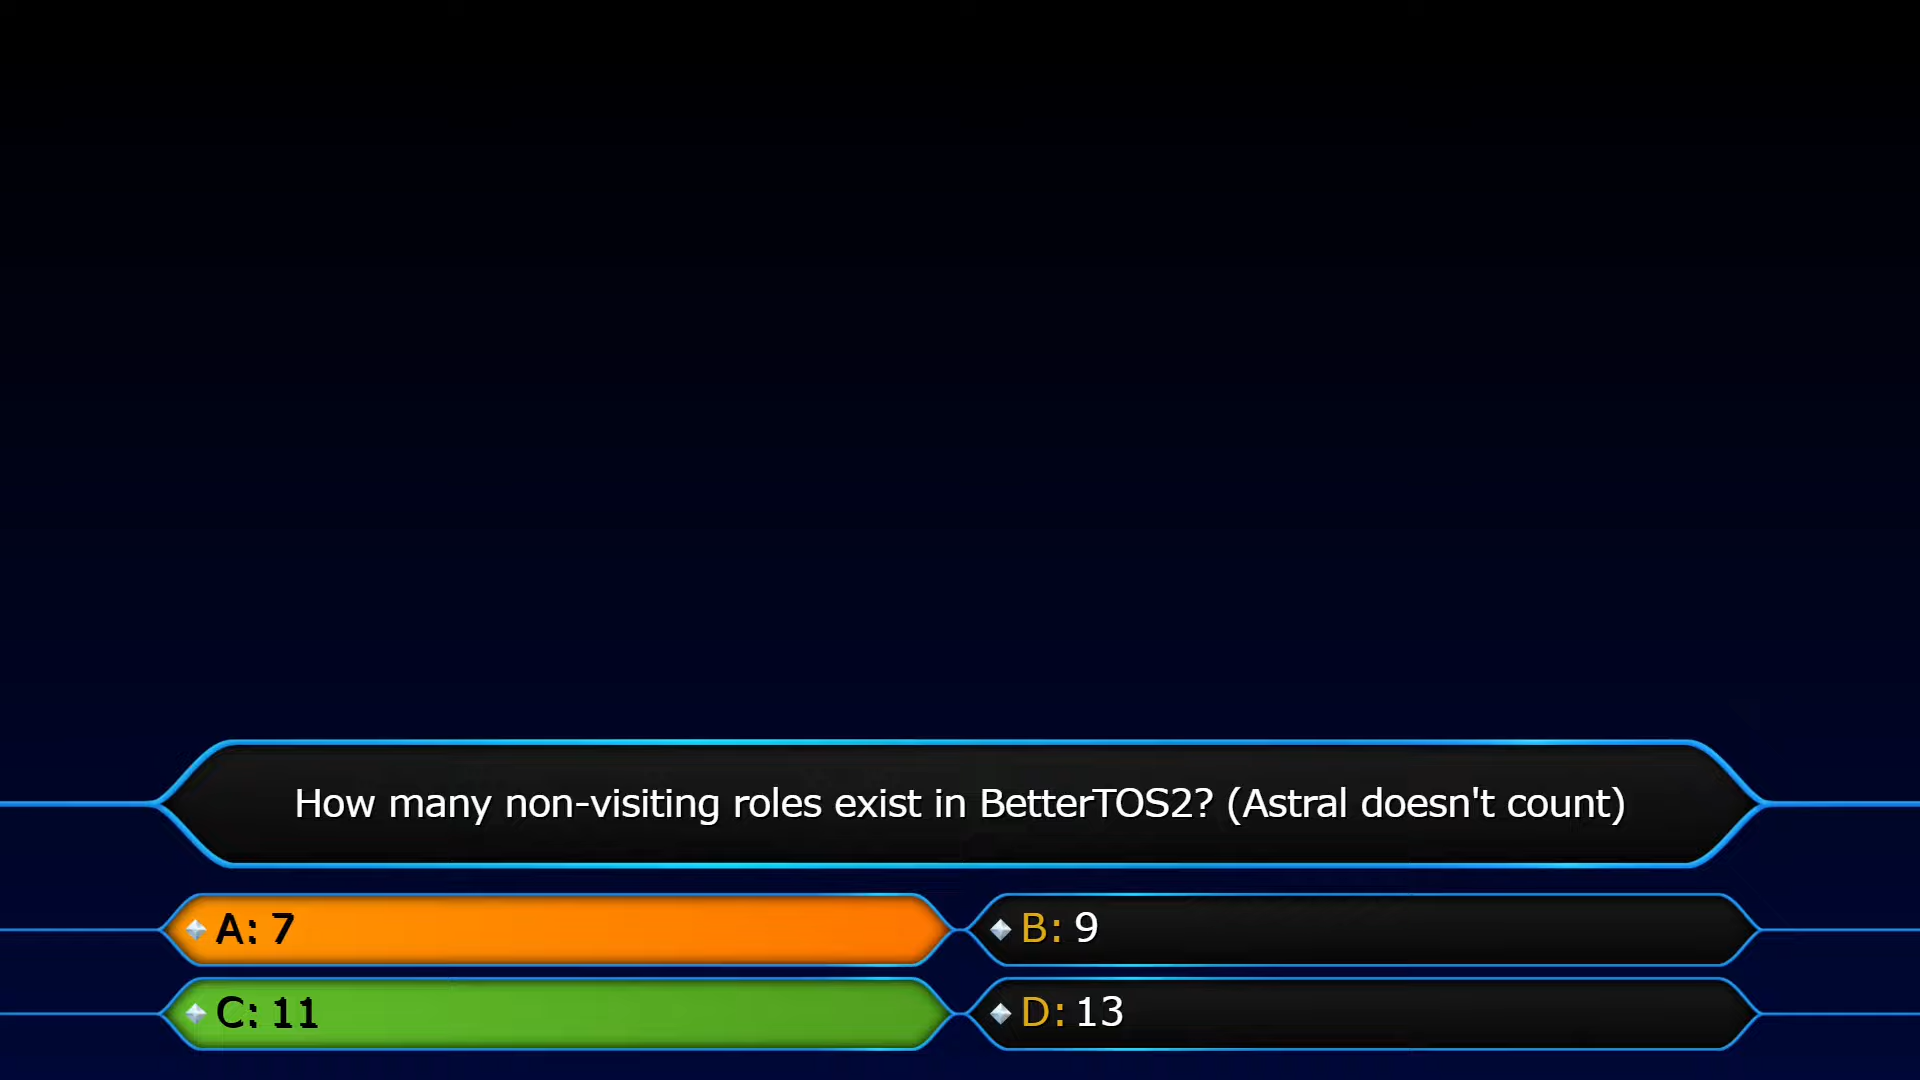 How many non-visiting roles exist in BetterTOS2? (Astral doesn't count)
A: 7
B: 9
C: 11
D: 13